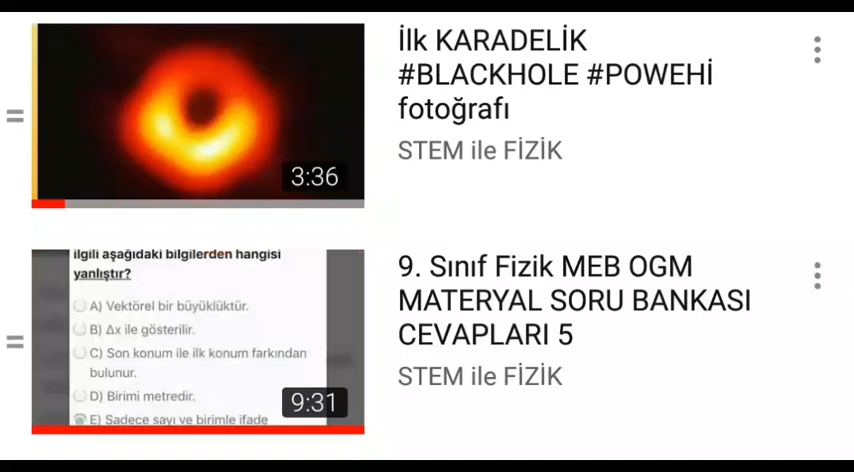 İlk KARADELİK
#BLACKHOLE #POWEHİ
fotoğrafı
STEM ile FİZİK
3:36
9. Sınıf Fizik MEB OGM
MATERYAL SORU BANKASI
CEVAPLARI 5
STEM ile FİZİK
ilgili aşağıdaki bilgilerden hangisi
yanlıştır?
A) Vektörel bir büyüklüktür.
B) Δx ile gösterilir.
C) Son konum ile ilk konum farkından
bulunur.
D) Birimi metredir.
E) Sadece sayı ve birimle ifade
9:31